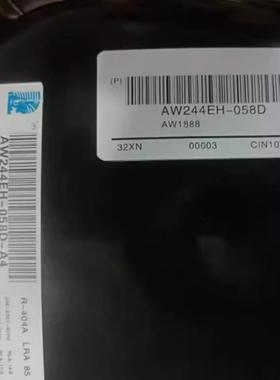 (P)
AW244EH-058D
AW1888
32XN 00003 CIN10
AW244EH-058D-A4
R-404A LRA 85